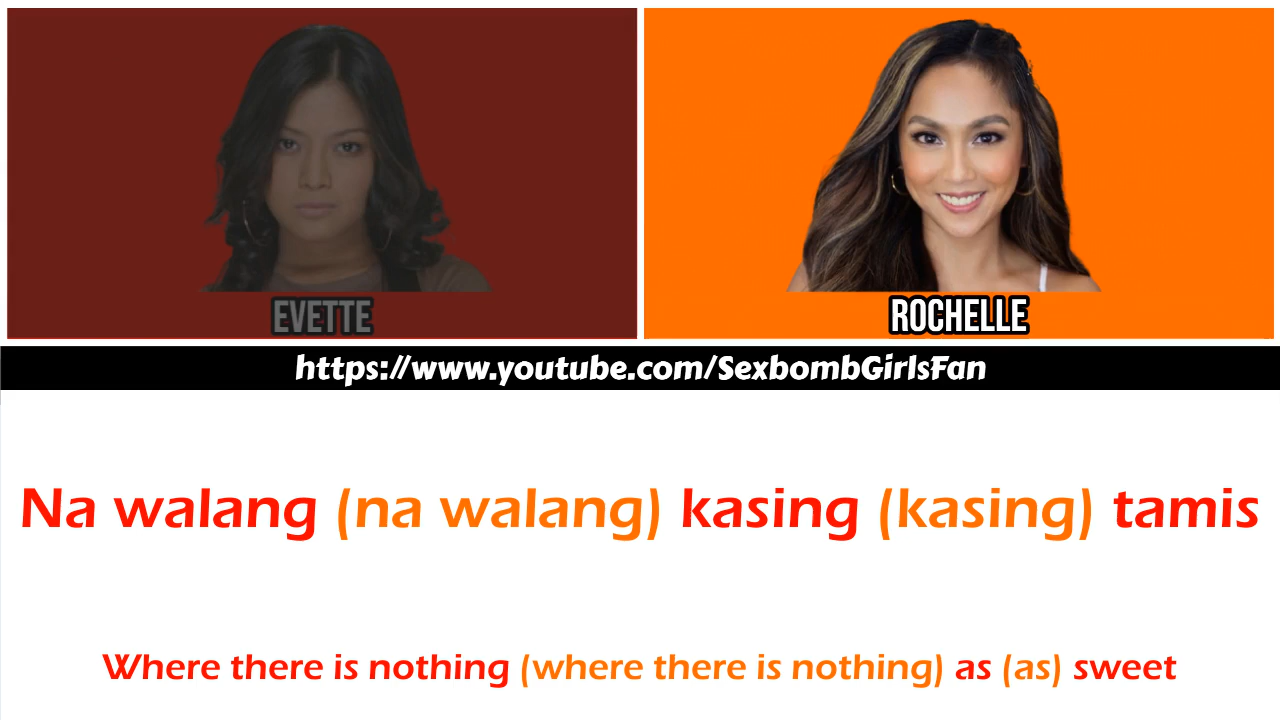 EVETTE
ROCHELLE
https://www.youtube.com/SexbombGirlsFan
Na walang (na walang) kasing (kasing) tamis
Where there is nothing (where there is nothing) as (as) sweet